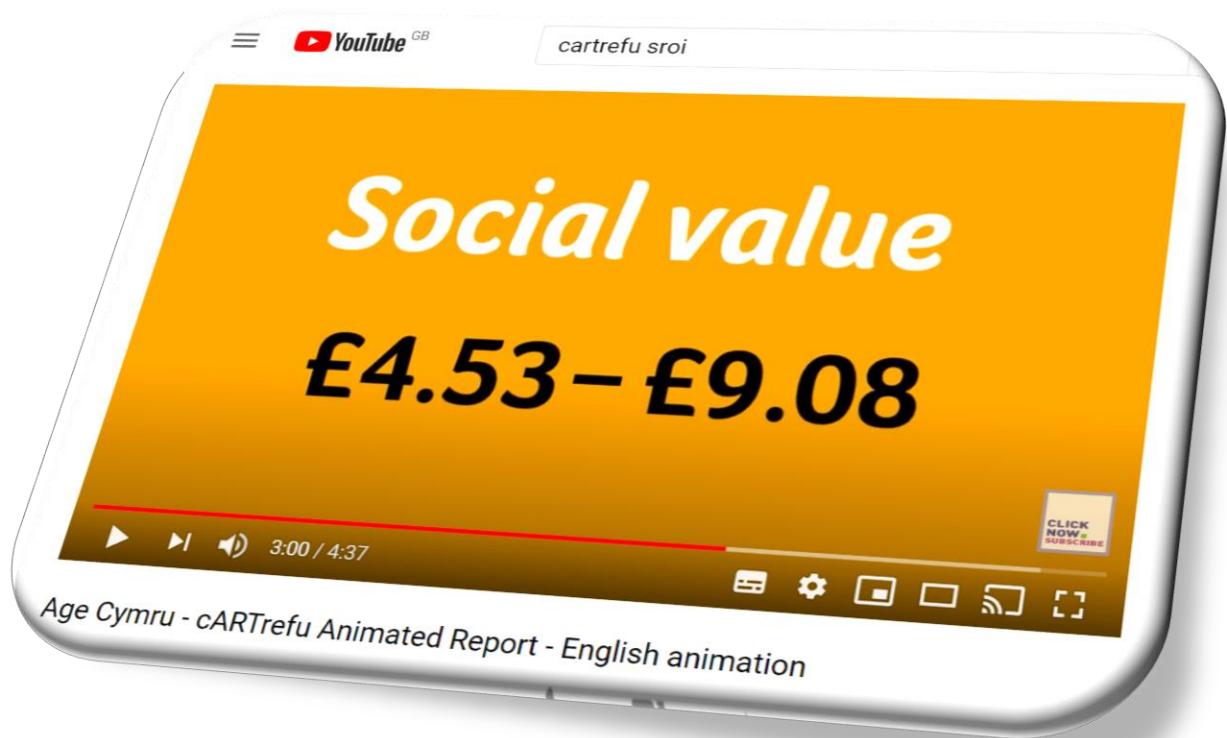 YouTube GB
cartrefu sroi
Social value
£4.53 – £9.08
CLICK
NOW.
SUBSCRIBE
3:00 / 4:37
Age Cymru - cARTrefu Animated Report - English animation